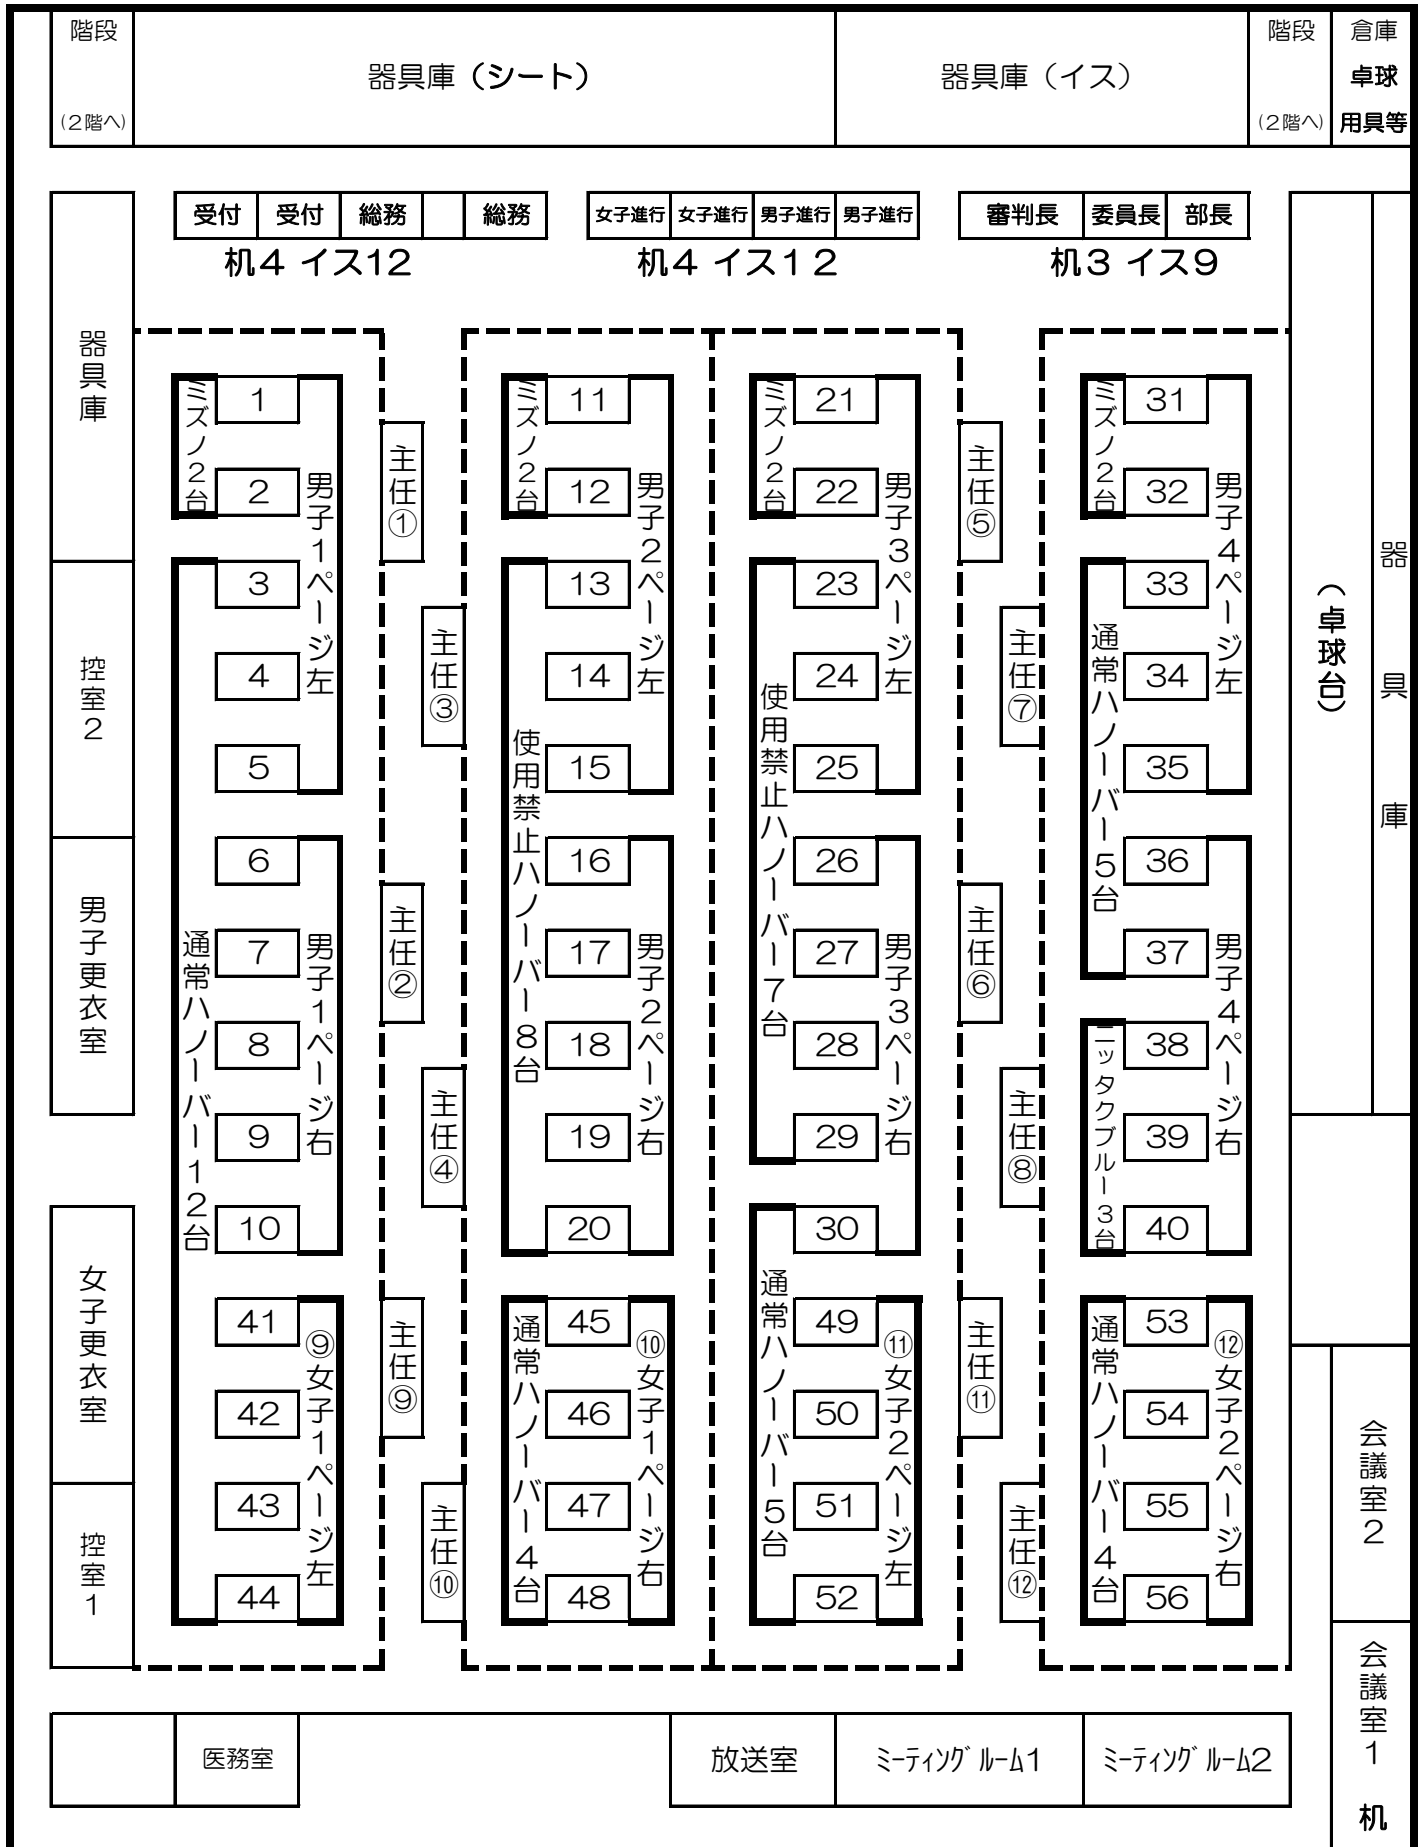 階段
(2階へ)
器具庫（シート）
器具庫（イス）
階段
(2階へ)
倉庫
卓球
用具等
受付
受付
総務
総務
机4 イス12
女子進行
女子進行
男子進行
男子進行
机4 イス12
審判長
委員長
部長
机3 イス9
器具庫
控室2
男子更衣室
女子更衣室
控室1
ミズノ2台
1
2
3
4
5
男子1ページ左
6
7
8
9
10
男子1ページ右
通常ハノーバー12台
41
42
43
44
⑨女子1ページ左
主任①
主任②
主任③
主任④
主任⑨
主任⑩
ミズノ2台
11
12
13
14
15
男子2ページ左
使用禁止ハノーバー8台
16
17
18
19
20
男子2ページ右
通常ハノーバー4台
45
46
47
48
⑩女子1ページ右
ミズノ2台
21
22
23
24
25
男子3ページ左
使用禁止ハノーバー7台
26
27
28
29
30
男子3ページ右
通常ハノーバー5台
49
50
51
52
⑪女子2ページ左
主任⑤
主任⑥
主任⑦
主任⑧
主任⑪
主任⑫
ミズノ2台
31
32
33
34
35
男子4ページ左
通常ハノーバー5台
36
37
38
39
40
男子4ページ右
ニッタクブルー3台
通常ハノーバー4台
53
54
55
56
⑫女子2ページ右
器具庫
（卓球台）
会議室2
会議室1
机
医務室
放送室
ミーティングルーム1
ミーティングルーム2